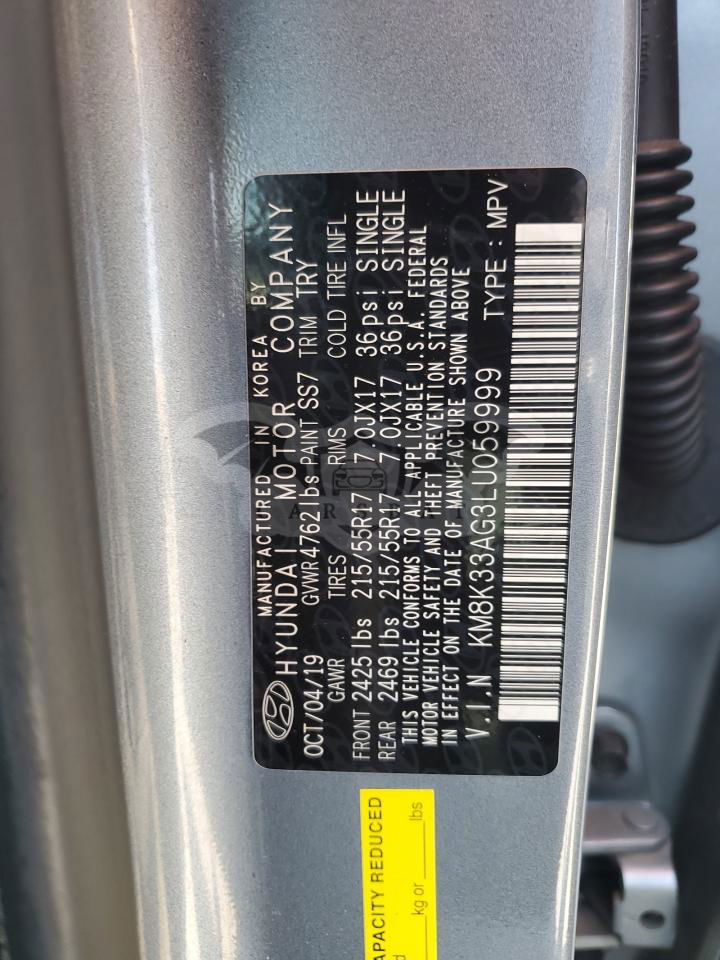 MANUFACTURED IN KOREA BY
HYUNDAI MOTOR COMPANY
OCT/04/19 GVWR 4762 lbs PAINT SS7 TRIM TRY
GAWR TIRES RIMS COLD TIRE INFL
FRONT 2425 lbs 215/55R17 7.0JX17 36psi SINGLE
REAR 2469 lbs 215/55R17 7.0JX17 36psi SINGLE
THIS VEHICLE CONFORMS TO ALL APPLICABLE U.S.A. FEDERAL
MOTOR VEHICLE SAFETY AND THEFT PREVENTION STANDARDS
IN EFFECT ON THE DATE OF MANUFACTURE SHOWN ABOVE
V.I.N KM8K33AG3LU059999 TYPE : MPV
APACITY REDUCED
kg or ____lbs